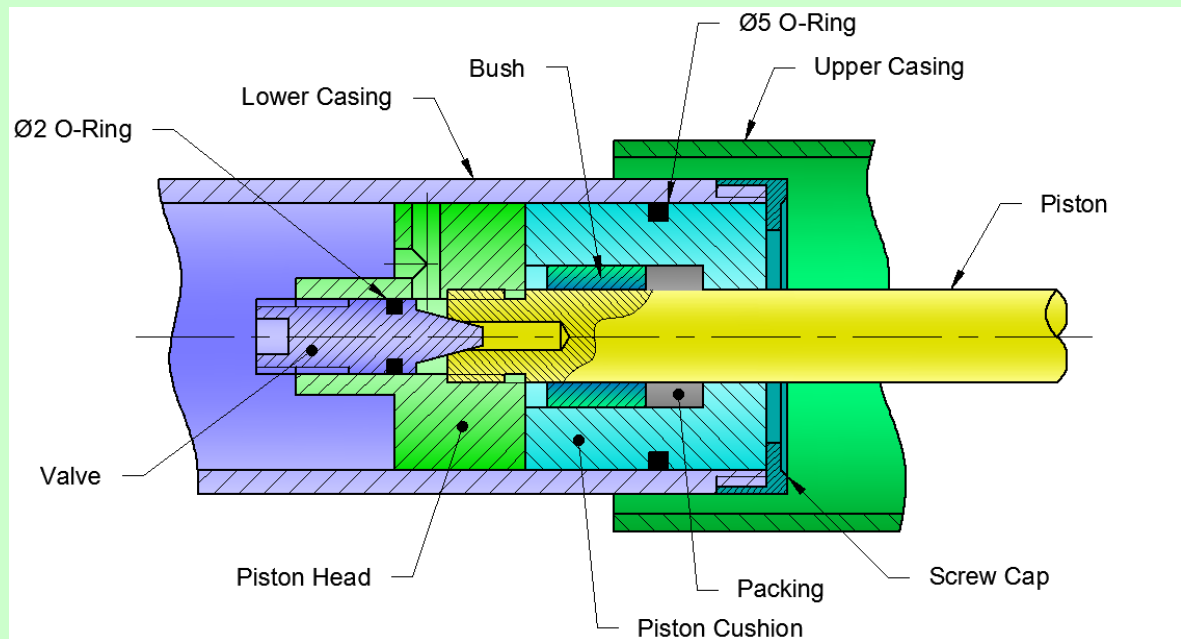 Ø5 O-Ring
Bush
Upper Casing
Lower Casing
Ø2 O-Ring
Piston
Valve
Piston Head
Packing
Screw Cap
Piston Cushion